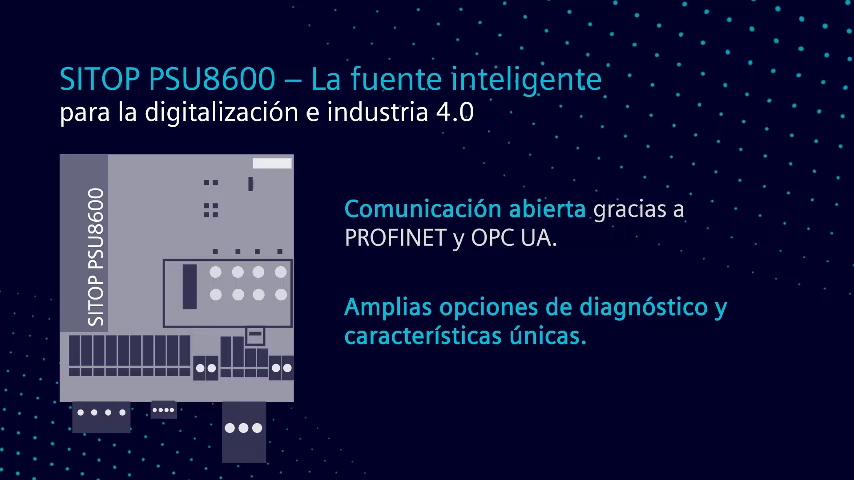 SITOP PSU8600 – La fuente inteligente
para la digitalización e industria 4.0
SITOP PSU8600
Comunicación abierta gracias a
PROFINET y OPC UA.
Amplias opciones de diagnóstico y
características únicas.